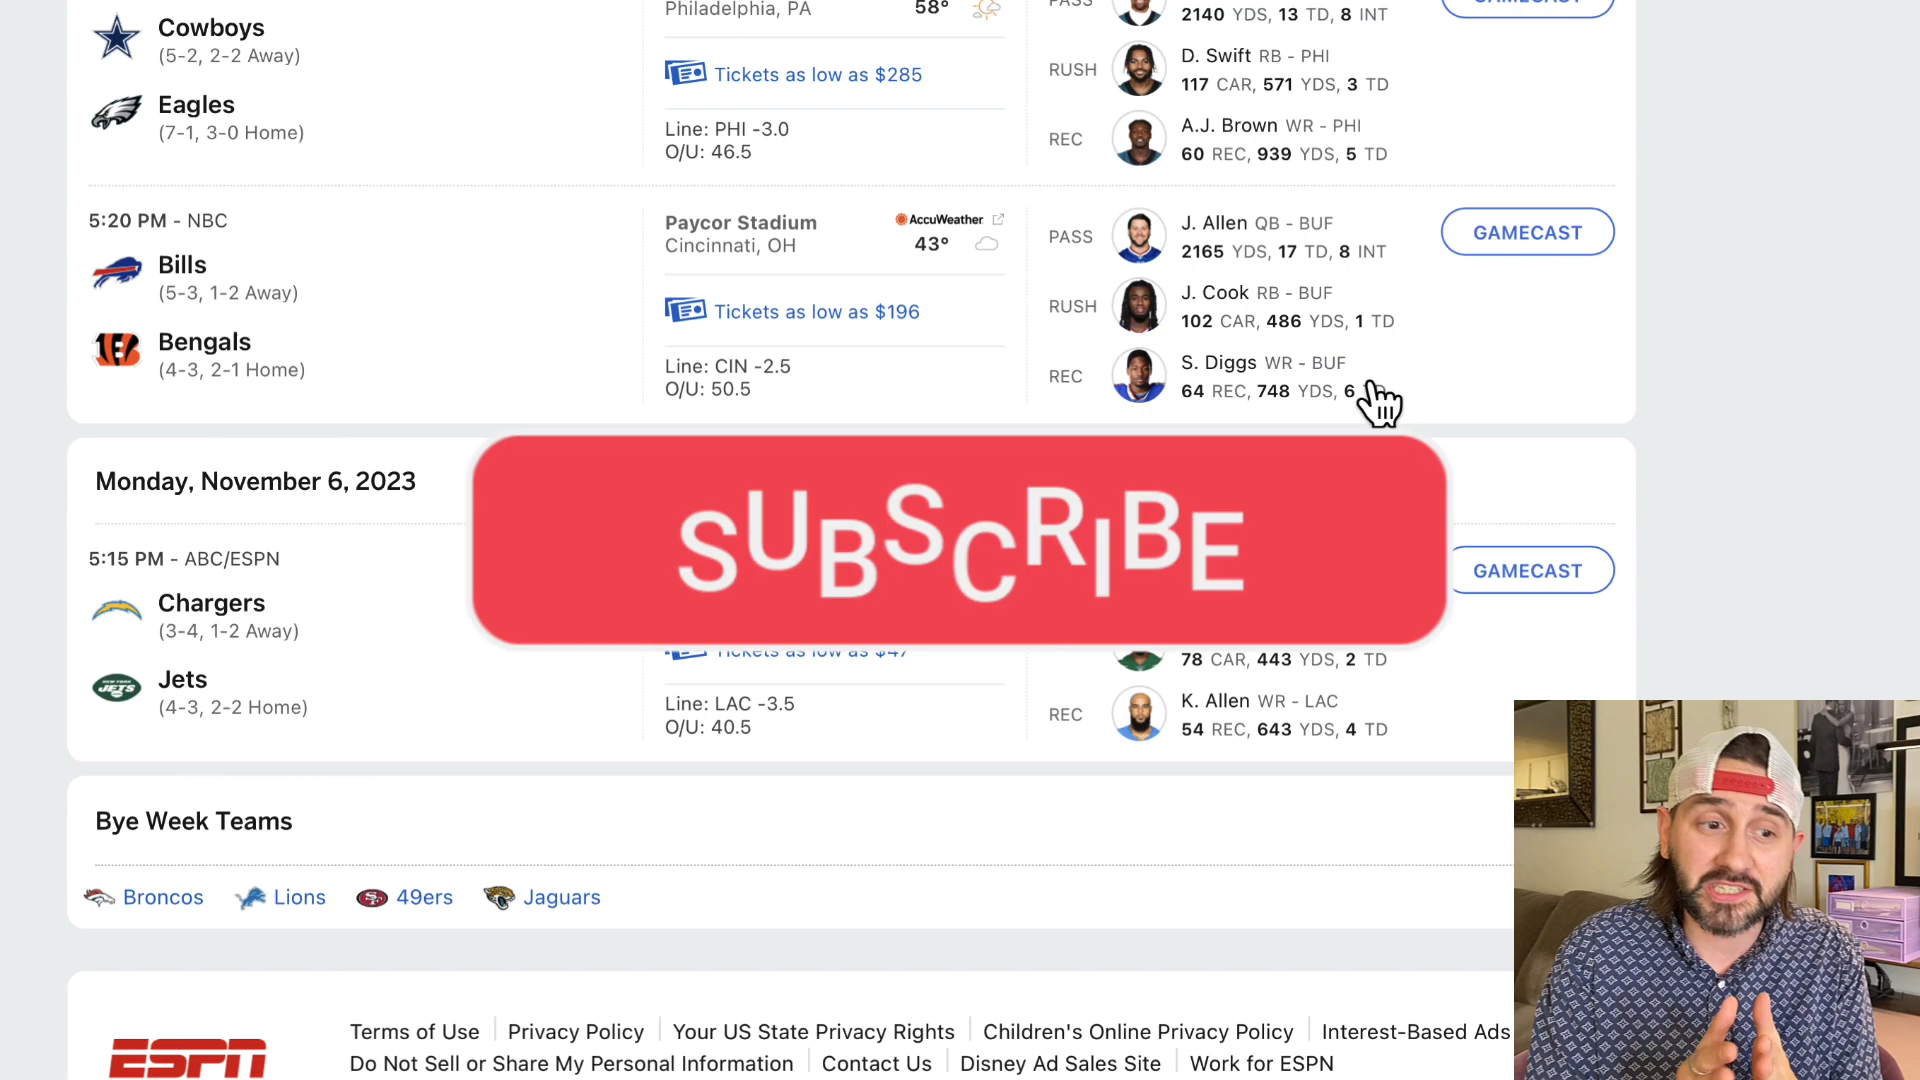 Cowboys
(5-2, 2-2 Away)
Eagles
(7-1, 3-0 Home)
Philadelphia, PA
58°
Tickets as low as $285
Line: PHI -3.0
O/U: 46.5
2140 YDS, 13 TD, 8 INT
RUSH
D. Swift RB - PHI
117 CAR, 571 YDS, 3 TD
REC
A.J. Brown WR - PHI
60 REC, 939 YDS, 5 TD
5:20 PM - NBC
Bills
(5-3, 1-2 Away)
Bengals
(4-3, 2-1 Home)
Paycor Stadium
Cincinnati, OH
AccuWeather
43°
Tickets as low as $196
Line: CIN -2.5
O/U: 50.5
PASS
J. Allen QB - BUF
2165 YDS, 17 TD, 8 INT
RUSH
J. Cook RB - BUF
102 CAR, 486 YDS, 1 TD
REC
S. Diggs WR - BUF
64 REC, 748 YDS, 6
GAMECAST
Monday, November 6, 2023
SUBSCRIBE
5:15 PM - ABC/ESPN
Chargers
(3-4, 1-2 Away)
NEW YORK
JETS
Jets
(4-3, 2-2 Home)
Tickets as low as $47
Line: LAC -3.5
O/U: 40.5
78 CAR, 443 YDS, 2 TD
REC
K. Allen WR - LAC
54 REC, 643 YDS, 4 TD
GAMECAST
Bye Week Teams
Broncos
Lions
49ers
Jaguars
ESPN
Terms of Use
Privacy Policy
Your US State Privacy Rights
Children's Online Privacy Policy
Interest-Based Ads
Do Not Sell or Share My Personal Information
Contact Us
Disney Ad Sales Site
Work for ESPN